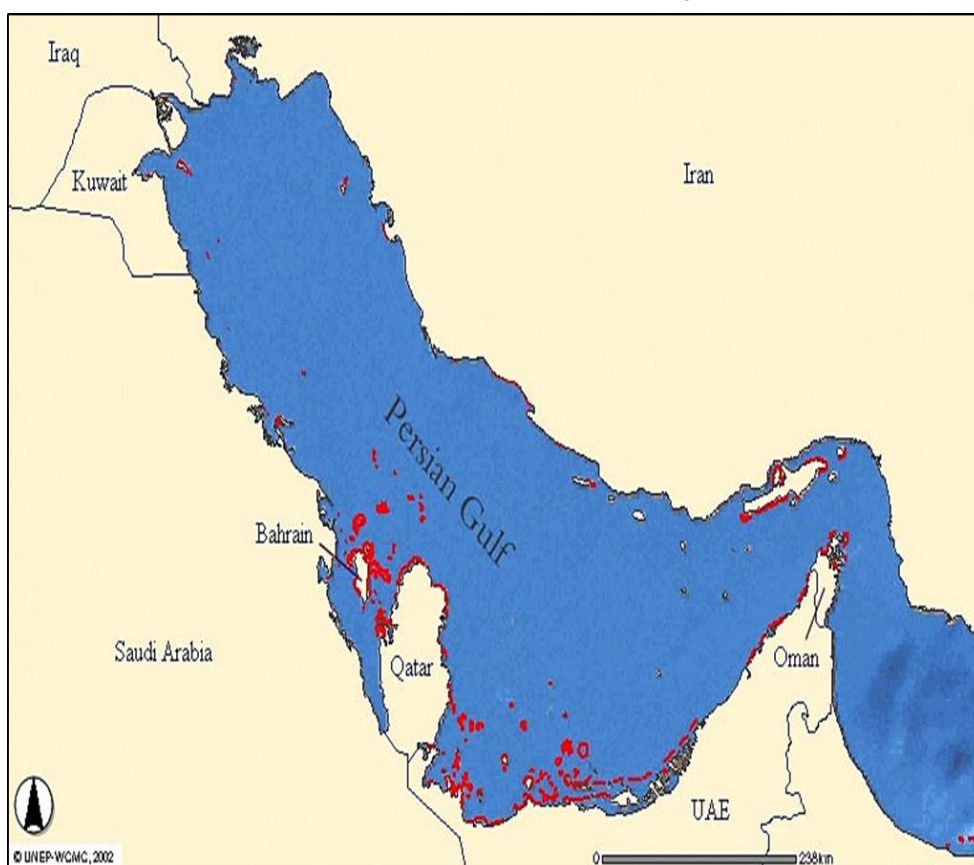 Iraq
Kuwait
Iran
Persian Gulf
Bahrain
Saudi Arabia
Qatar
Oman
UAE
© UNEP-WCMC, 2002
0 238km